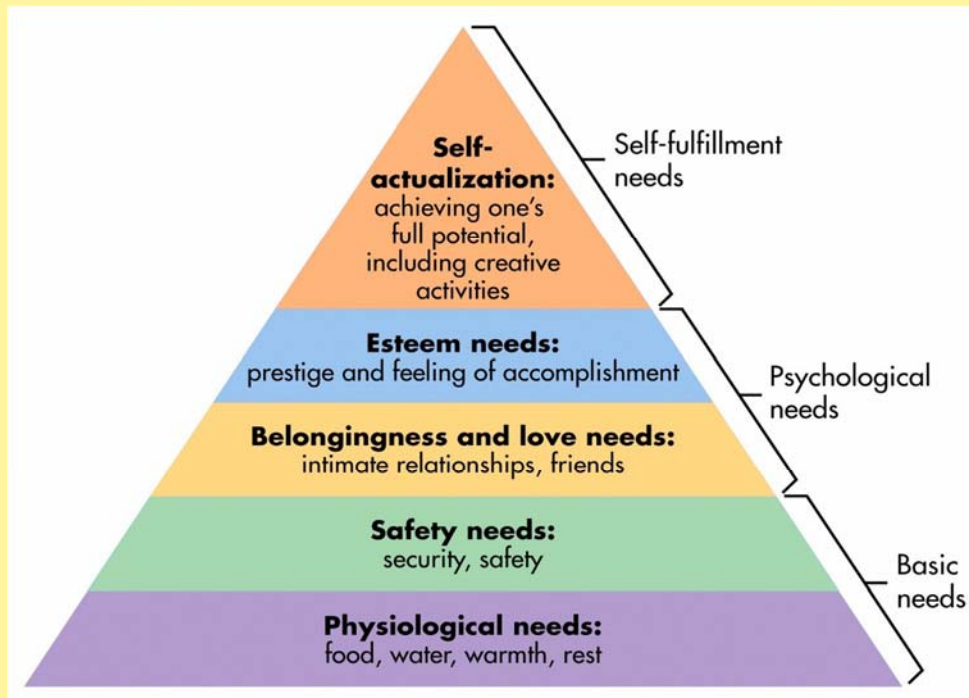 Self-
actualization:
achieving one's
full potential,
including creative
activities
Self-fulfillment
needs
Esteem needs:
prestige and feeling of accomplishment
Psychological
needs
Belongingness and love needs:
intimate relationships, friends
Safety needs:
security, safety
Basic
needs
Physiological needs:
food, water, warmth, rest